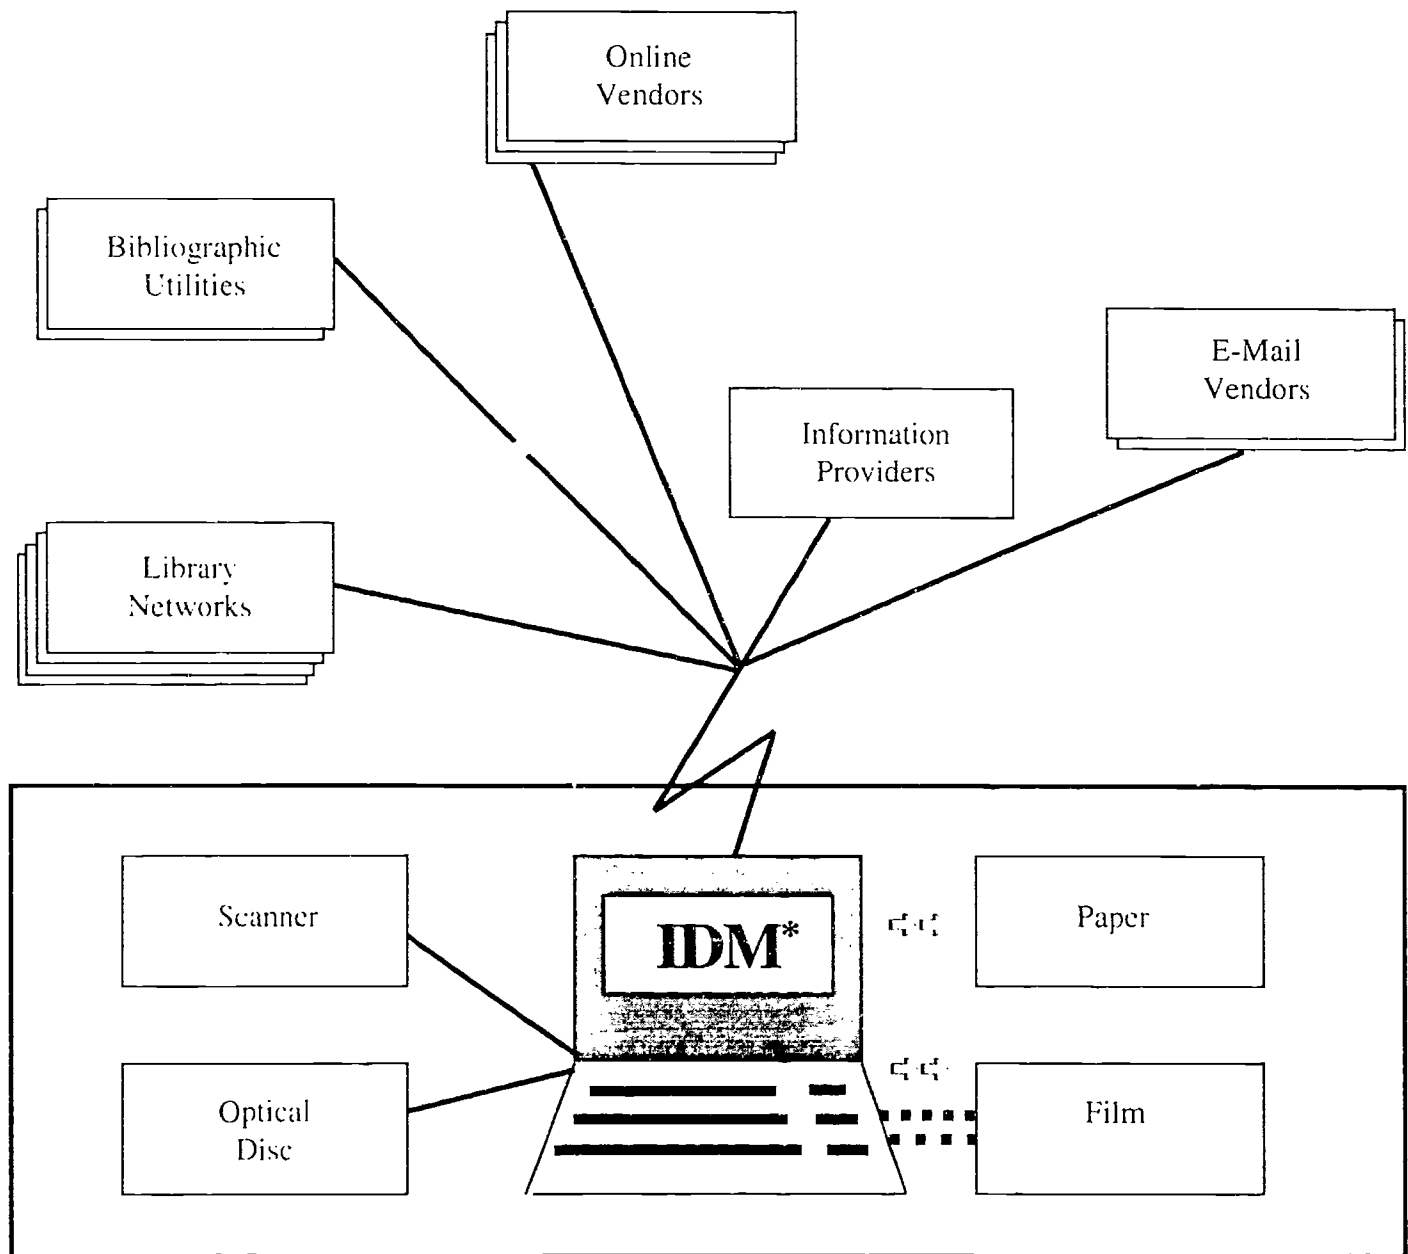 Online
Vendors
Bibliographic
Utilities
E-Mail
Vendors
Information
Providers
Library
Networks
Scanner
IDM*
Paper
Optical
Disc
Film